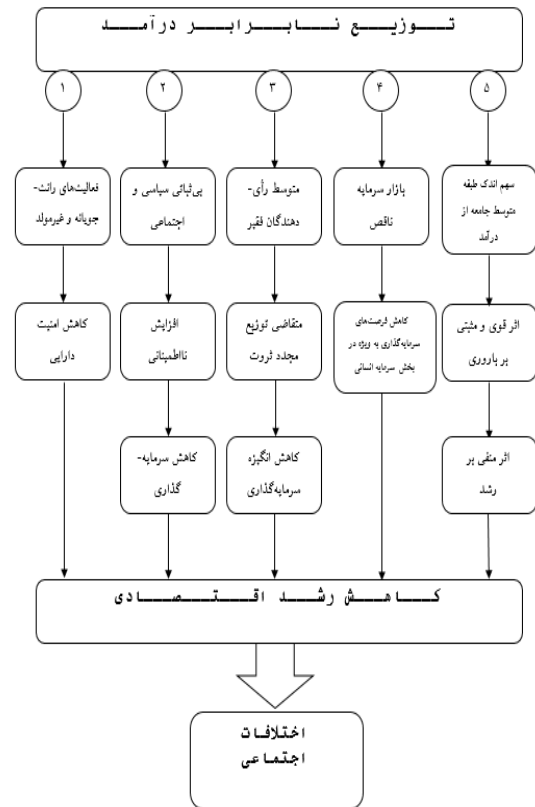 توزیع نابرابر درآمد
۱
۲
۳
۴
۵
فعالیت‌های رانت-
جویانه و غیرمولد
کاهش امنیت
دارایی
بی‌ثباتی سیاسی و
اجتماعی
افزایش
نااطمینانی
کاهش سرمایه-
گذاری
متوسط رأی-
دهندگان فقیر
متقاضی توزیع
مجدد ثروت
کاهش انگیزه
سرمایه‌گذاری
بازار سرمایه
ناقص
کاهش فرصت‌های
سرمایه‌گذاری به ویژه در
بخش سرمایه انسانی
سهم اندک طبقه
متوسط جامعه از
درآمد
اثر قوی و مثبتی
بر باروری
اثر منفی بر
رشد
کاهش رشد اقتصادی
اختلافات
اجتماعی